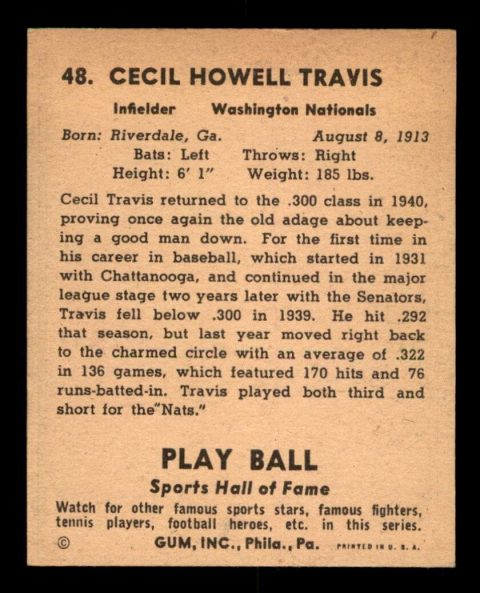 48. CECIL HOWELL TRAVIS
Infielder Washington Nationals
Born: Riverdale, Ga. August 8, 1913
Bats: Left Throws: Right
Height: 6' 1" Weight: 185 lbs.
Cecil Travis returned to the .300 class in 1940,
proving once again the old adage about keep-
ing a good man down. For the first time in
his career in baseball, which started in 1931
with Chattanooga, and continued in the major
league stage two years later with the Senators,
Travis fell below .300 in 1939. He hit .292
that season, but last year moved right back
to the charmed circle with an average of .322
in 136 games, which featured 170 hits and 76
runs-batted-in. Travis played both third and
short for the "Nats."
PLAY BALL
Sports Hall of Fame
Watch for other famous sports stars, famous fighters,
tennis players, football heroes, etc. in this series.
© GUM, INC., Phila., Pa. PRINTED IN U. S. A.